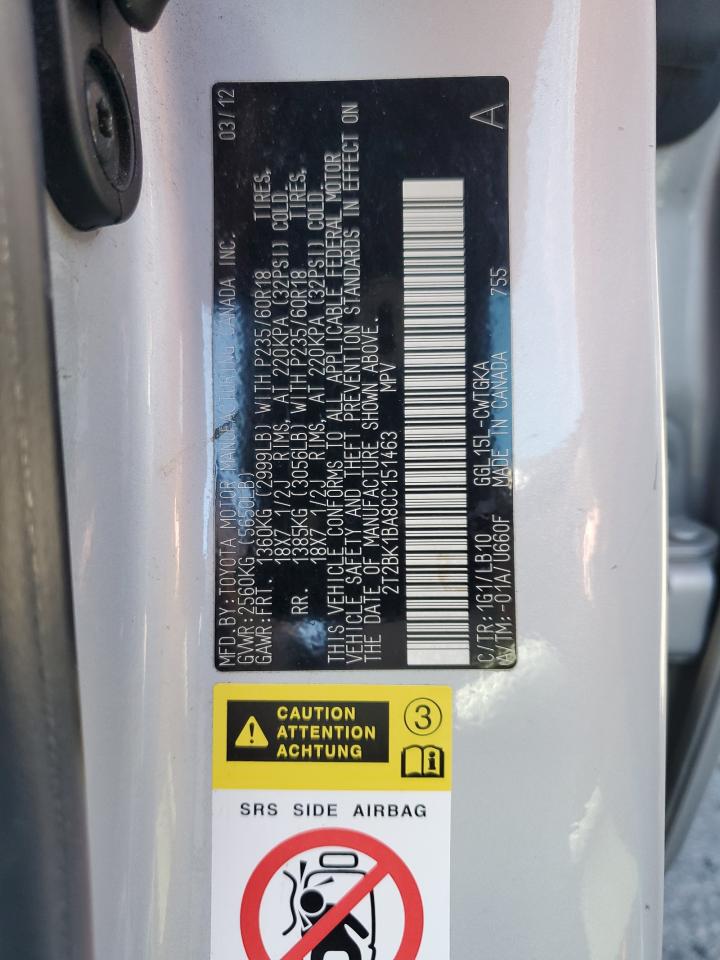 MFD. BY: TOYOTA MOTOR MANUFACTURING CANADA INC. 03/12
GVWR: 2560KG (5650LB)
GAWR: FRT. 1360KG (2999LB) WITH P235/60R18 TIRES,
18X7 1/2J RIMS, AT 220KPA (32PSI) COLD.
RR. 1385KG (3056LB) WITH P235/60R18 TIRES,
18X7 1/2J RIMS, AT 220KPA (32PSI) COLD.
THIS VEHICLE CONFORMS TO ALL APPLICABLE FEDERAL MOTOR
VEHICLE SAFETY AND THEFT PREVENTION STANDARDS IN EFFECT ON
THE DATE OF MANUFACTURE SHOWN ABOVE.
2T2BK1BA8CC151463 MPV
C/TR: 1G1/LB10 GGL15L-CWTGKA
A/TM: -01A/U660F MADE IN CANADA 755
A
CAUTION
ATTENTION
ACHTUNG
3
SRS SIDE AIRBAG